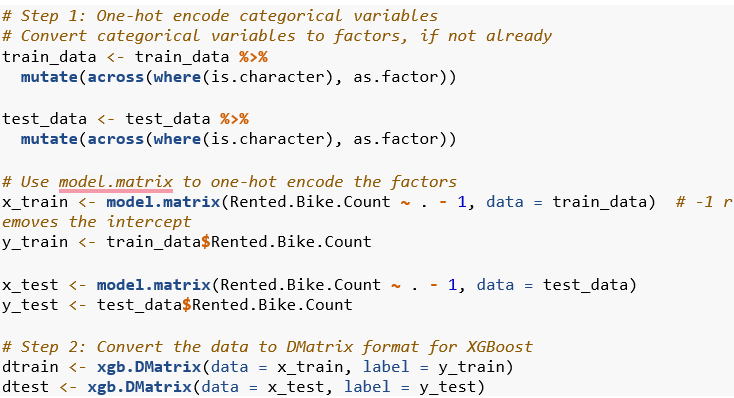 # Step 1: One-hot encode categorical variables
# Convert categorical variables to factors, if not already
train_data <- train_data %>%
  mutate(across(where(is.character), as.factor))
test_data <- test_data %>%
  mutate(across(where(is.character), as.factor))
# Use model.matrix to one-hot encode the factors
x_train <- model.matrix(Rented.Bike.Count ~ . - 1, data = train_data)  # -1 r
emoves the intercept
y_train <- train_data$Rented.Bike.Count
x_test <- model.matrix(Rented.Bike.Count ~ . - 1, data = test_data)
y_test <- test_data$Rented.Bike.Count
# Step 2: Convert the data to DMatrix format for XGBoost
dtrain <- xgb.DMatrix(data = x_train, label = y_train)
dtest <- xgb.DMatrix(data = x_test, label = y_test)